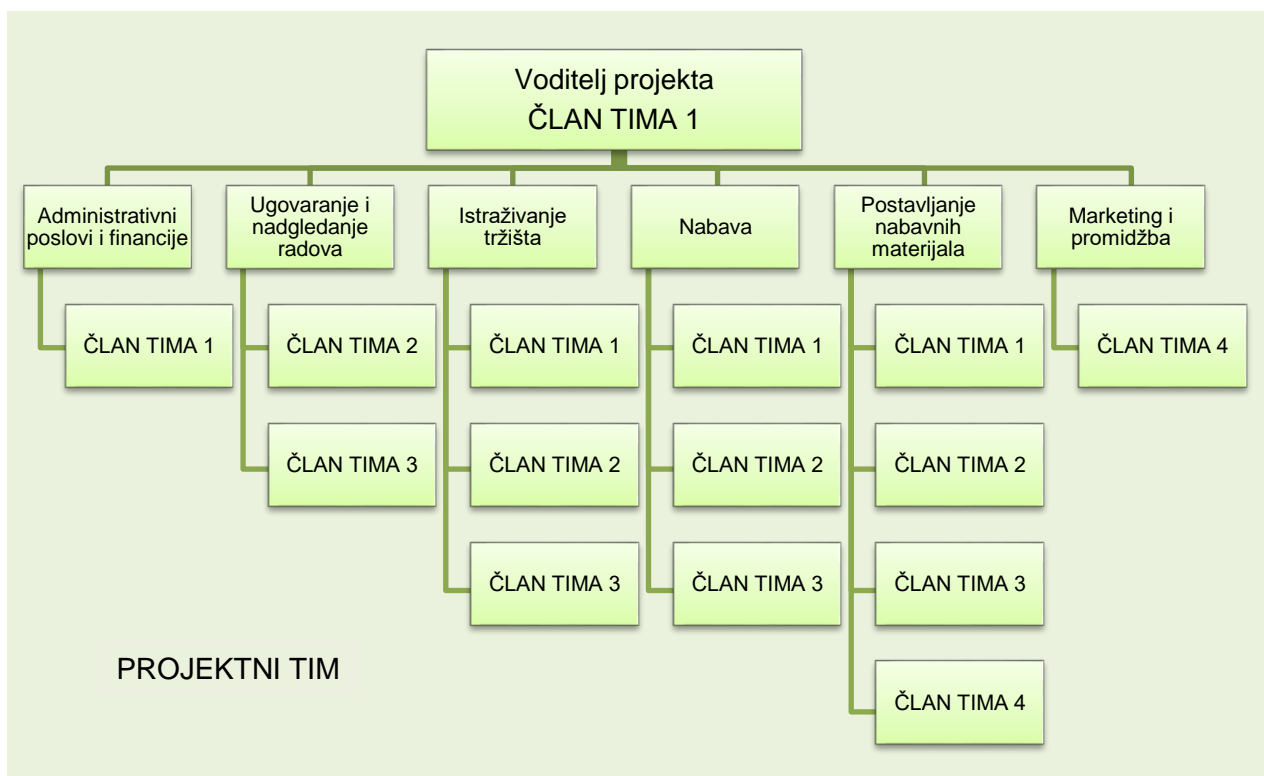 Voditelj projekta
ČLAN TIMA 1
Administrativni
poslovi i financije
Ugovaranje i
nadgledanje
radova
Istraživanje
tržišta
Nabava
Postavljanje
nabavnih
materijala
Marketing i
promidžba
ČLAN TIMA 1
ČLAN TIMA 2
ČLAN TIMA 1
ČLAN TIMA 1
ČLAN TIMA 1
ČLAN TIMA 4
ČLAN TIMA 3
ČLAN TIMA 2
ČLAN TIMA 2
ČLAN TIMA 2
ČLAN TIMA 3
ČLAN TIMA 3
ČLAN TIMA 3
PROJEKTNI TIM
ČLAN TIMA 4